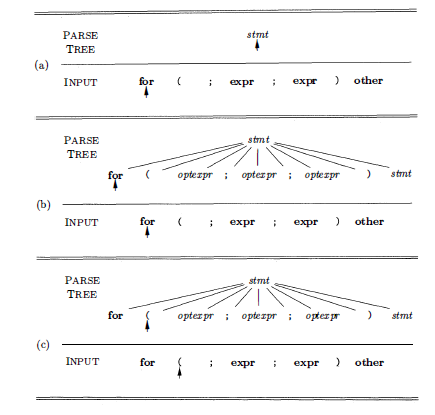 PARSE TREE stmt
(a)
INPUT for ( ; expr ; expr ) other
PARSE TREE stmt
for ( optexpr ; optexpr ; optexpr ) stmt
(b)
INPUT for ( ; expr ; expr ) other
PARSE TREE stmt
for ( optexpr ; optexpr ; optexpr ) stmt
(c)
INPUT for ( ; expr ; expr ) other